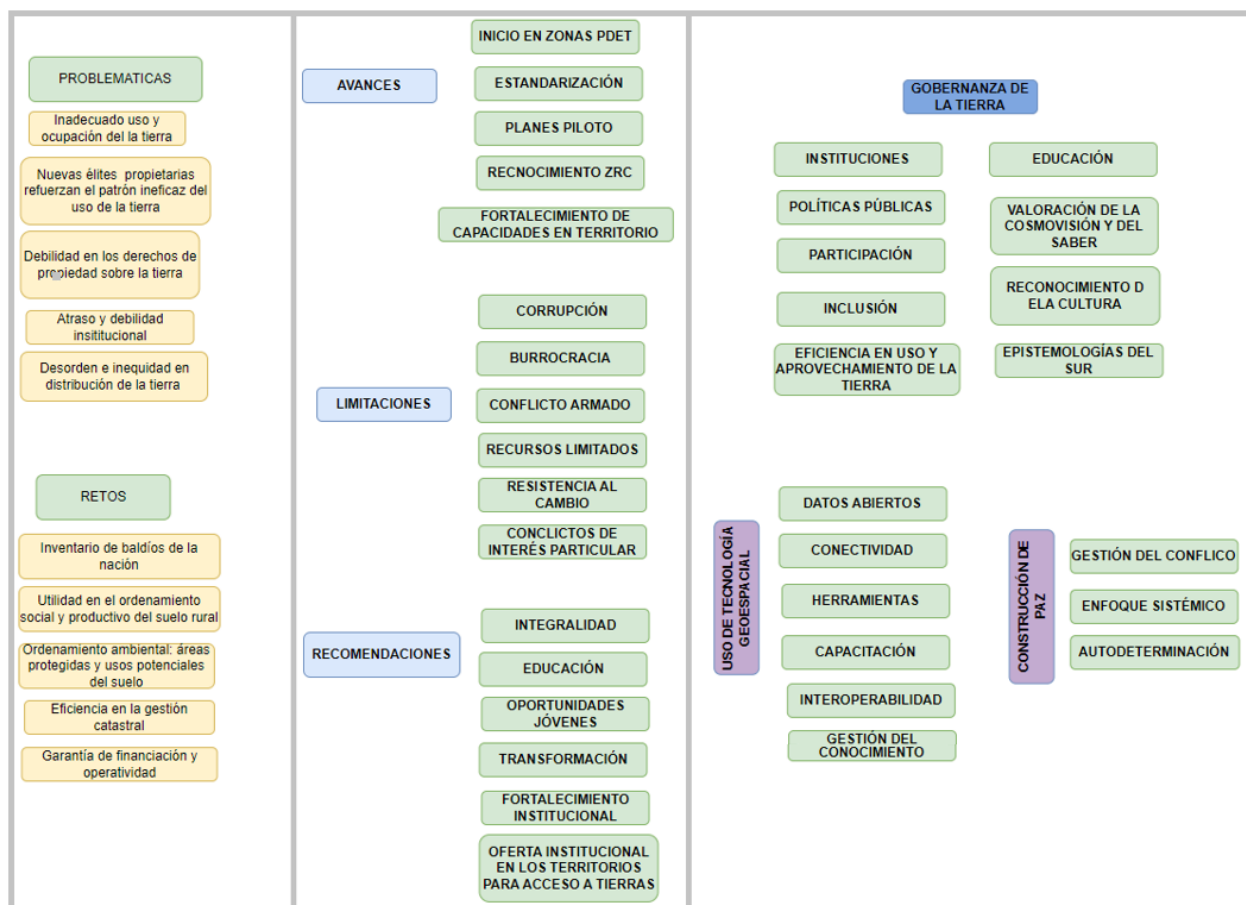 PROBLEMATICAS
Inadecuado uso y
ocupación del la tierra
Nuevas élites propietarias
refuerzan el patrón ineficaz del
uso de la tierra
Debilidad en los derechos de
propiedad sobre la tierra
Atraso y debilidad
insititucional
Desorden e inequidad en
distribución de la tierra
RETOS
Inventario de baldíos de la
nación
Utilidad en el ordenamiento
social y productivo del suelo rural
Ordenamiento ambiental: áreas
protegidas y usos potenciales
del suelo
Eficiencia en la gestión
catastral
Garantía de financiación y
operatividad
AVANCES
INICIO EN ZONAS PDET
ESTANDARIZACIÓN
PLANES PILOTO
RECNOCIMIENTO ZRC
FORTALECIMIENTO DE
CAPACIDADES EN TERRITORIO
LIMITACIONES
CORRUPCIÓN
BURROCRACIA
CONFLICTO ARMADO
RECURSOS LIMITADOS
RESISTENCIA AL
CAMBIO
CONCLICTOS DE
INTERÉS PARTICULAR
RECOMENDACIONES
INTEGRALIDAD
EDUCACIÓN
OPORTUNIDADES
JÓVENES
TRANSFORMACIÓN
FORTALECIMIENTO
INSTITUCIONAL
OFERTA INSTITUCIONAL
EN LOS TERRITORIOS
PARA ACCESO A TIERRAS
GOBERNANZA DE
LA TIERRA
INSTITUCIONES
POLÍTICAS PÚBLICAS
PARTICIPACIÓN
INCLUSIÓN
EFICIENCIA EN USO Y
APROVECHAMIENTO DE LA
TIERRA
EDUCACIÓN
VALORACIÓN DE LA
COSMOVISIÓN Y DEL
SABER
RECONOCIMIENTO D
ELA CULTURA
EPISTEMOLOGÍAS DEL
SUR
USO DE TECNOLOGÍA
GEOESPACIAL
DATOS ABIERTOS
CONECTIVIDAD
HERRAMIENTAS
CAPACITACIÓN
INTEROPERABILIDAD
GESTIÓN DEL
CONOCIMIENTO
CONSTRUCCIÓN DE
PAZ
GESTIÓN DEL CONFLICO
ENFOQUE SISTÉMICO
AUTODETERMINACIÓN